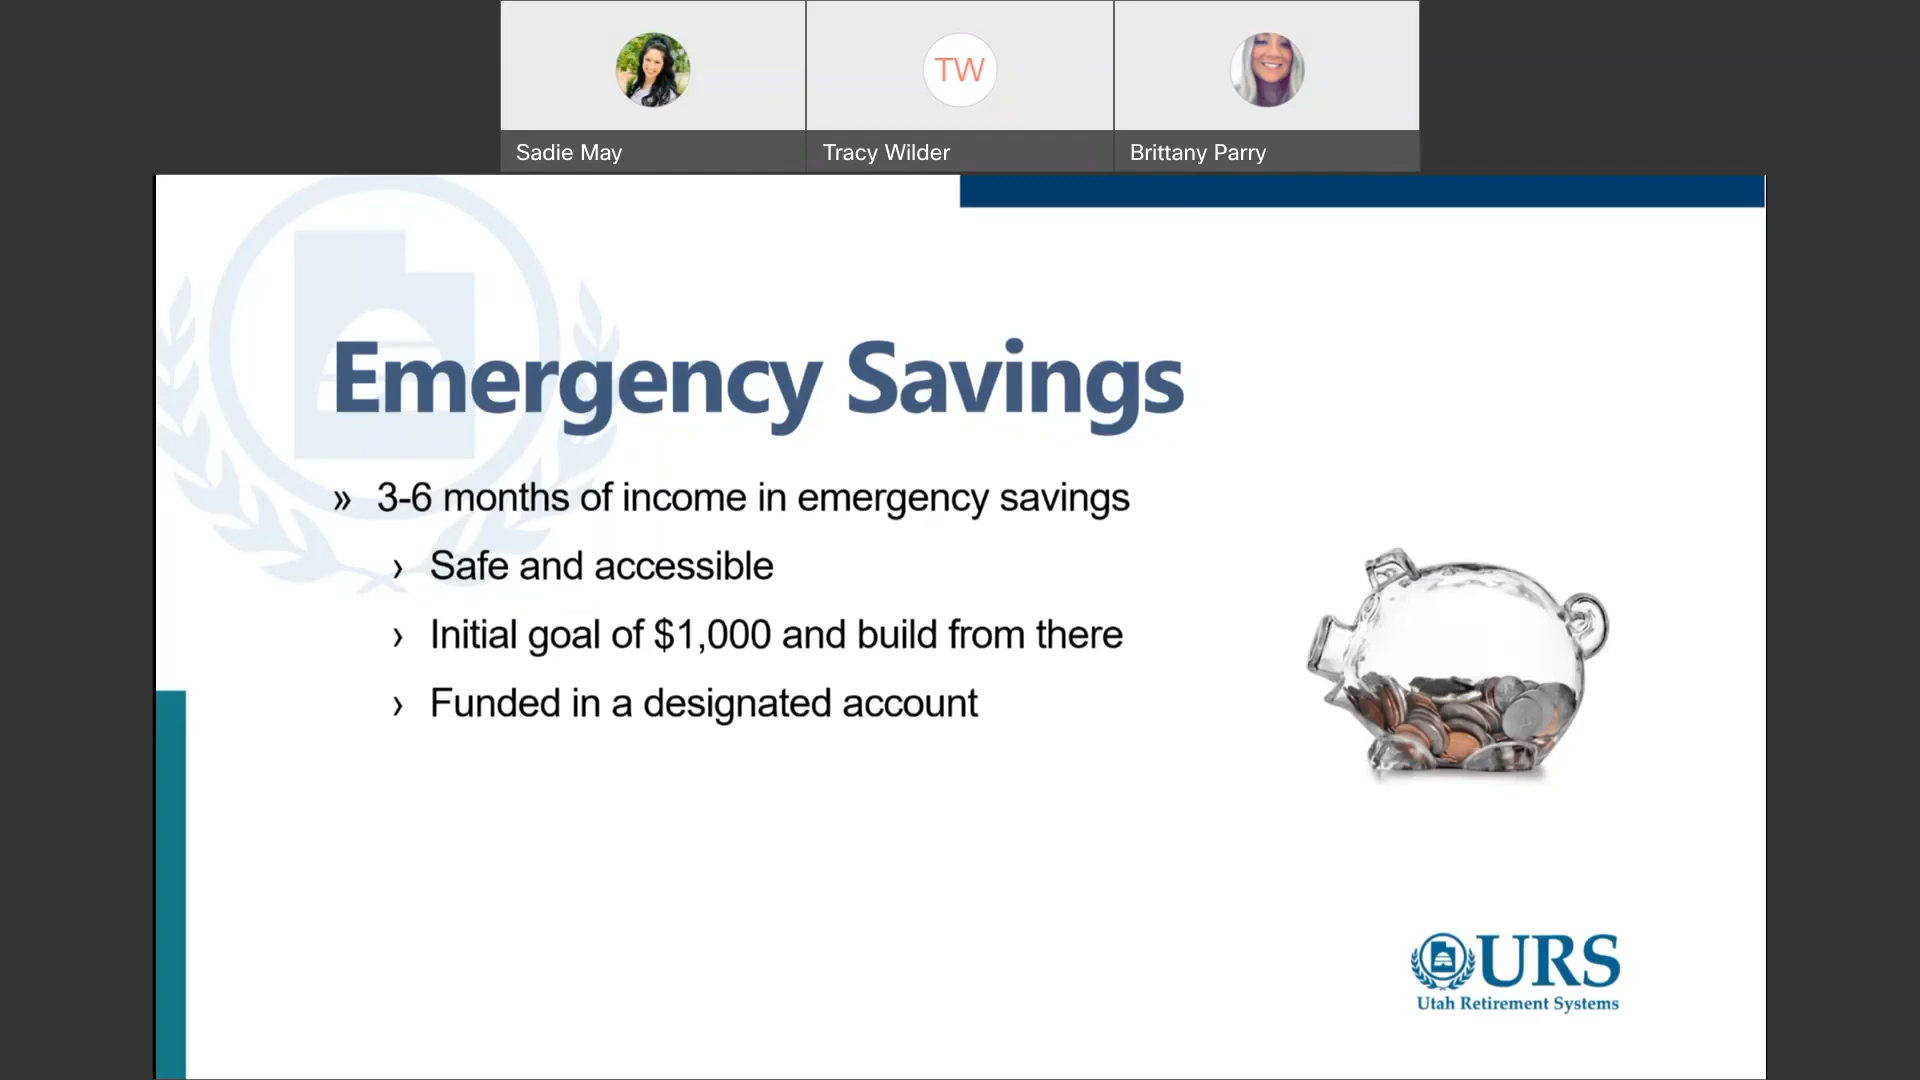 TW
Sadie May
Tracy Wilder
Brittany Parry
Emergency Savings
» 3-6 months of income in emergency savings
› Safe and accessible
› Initial goal of $1,000 and build from there
› Funded in a designated account
URS
Utah Retirement Systems